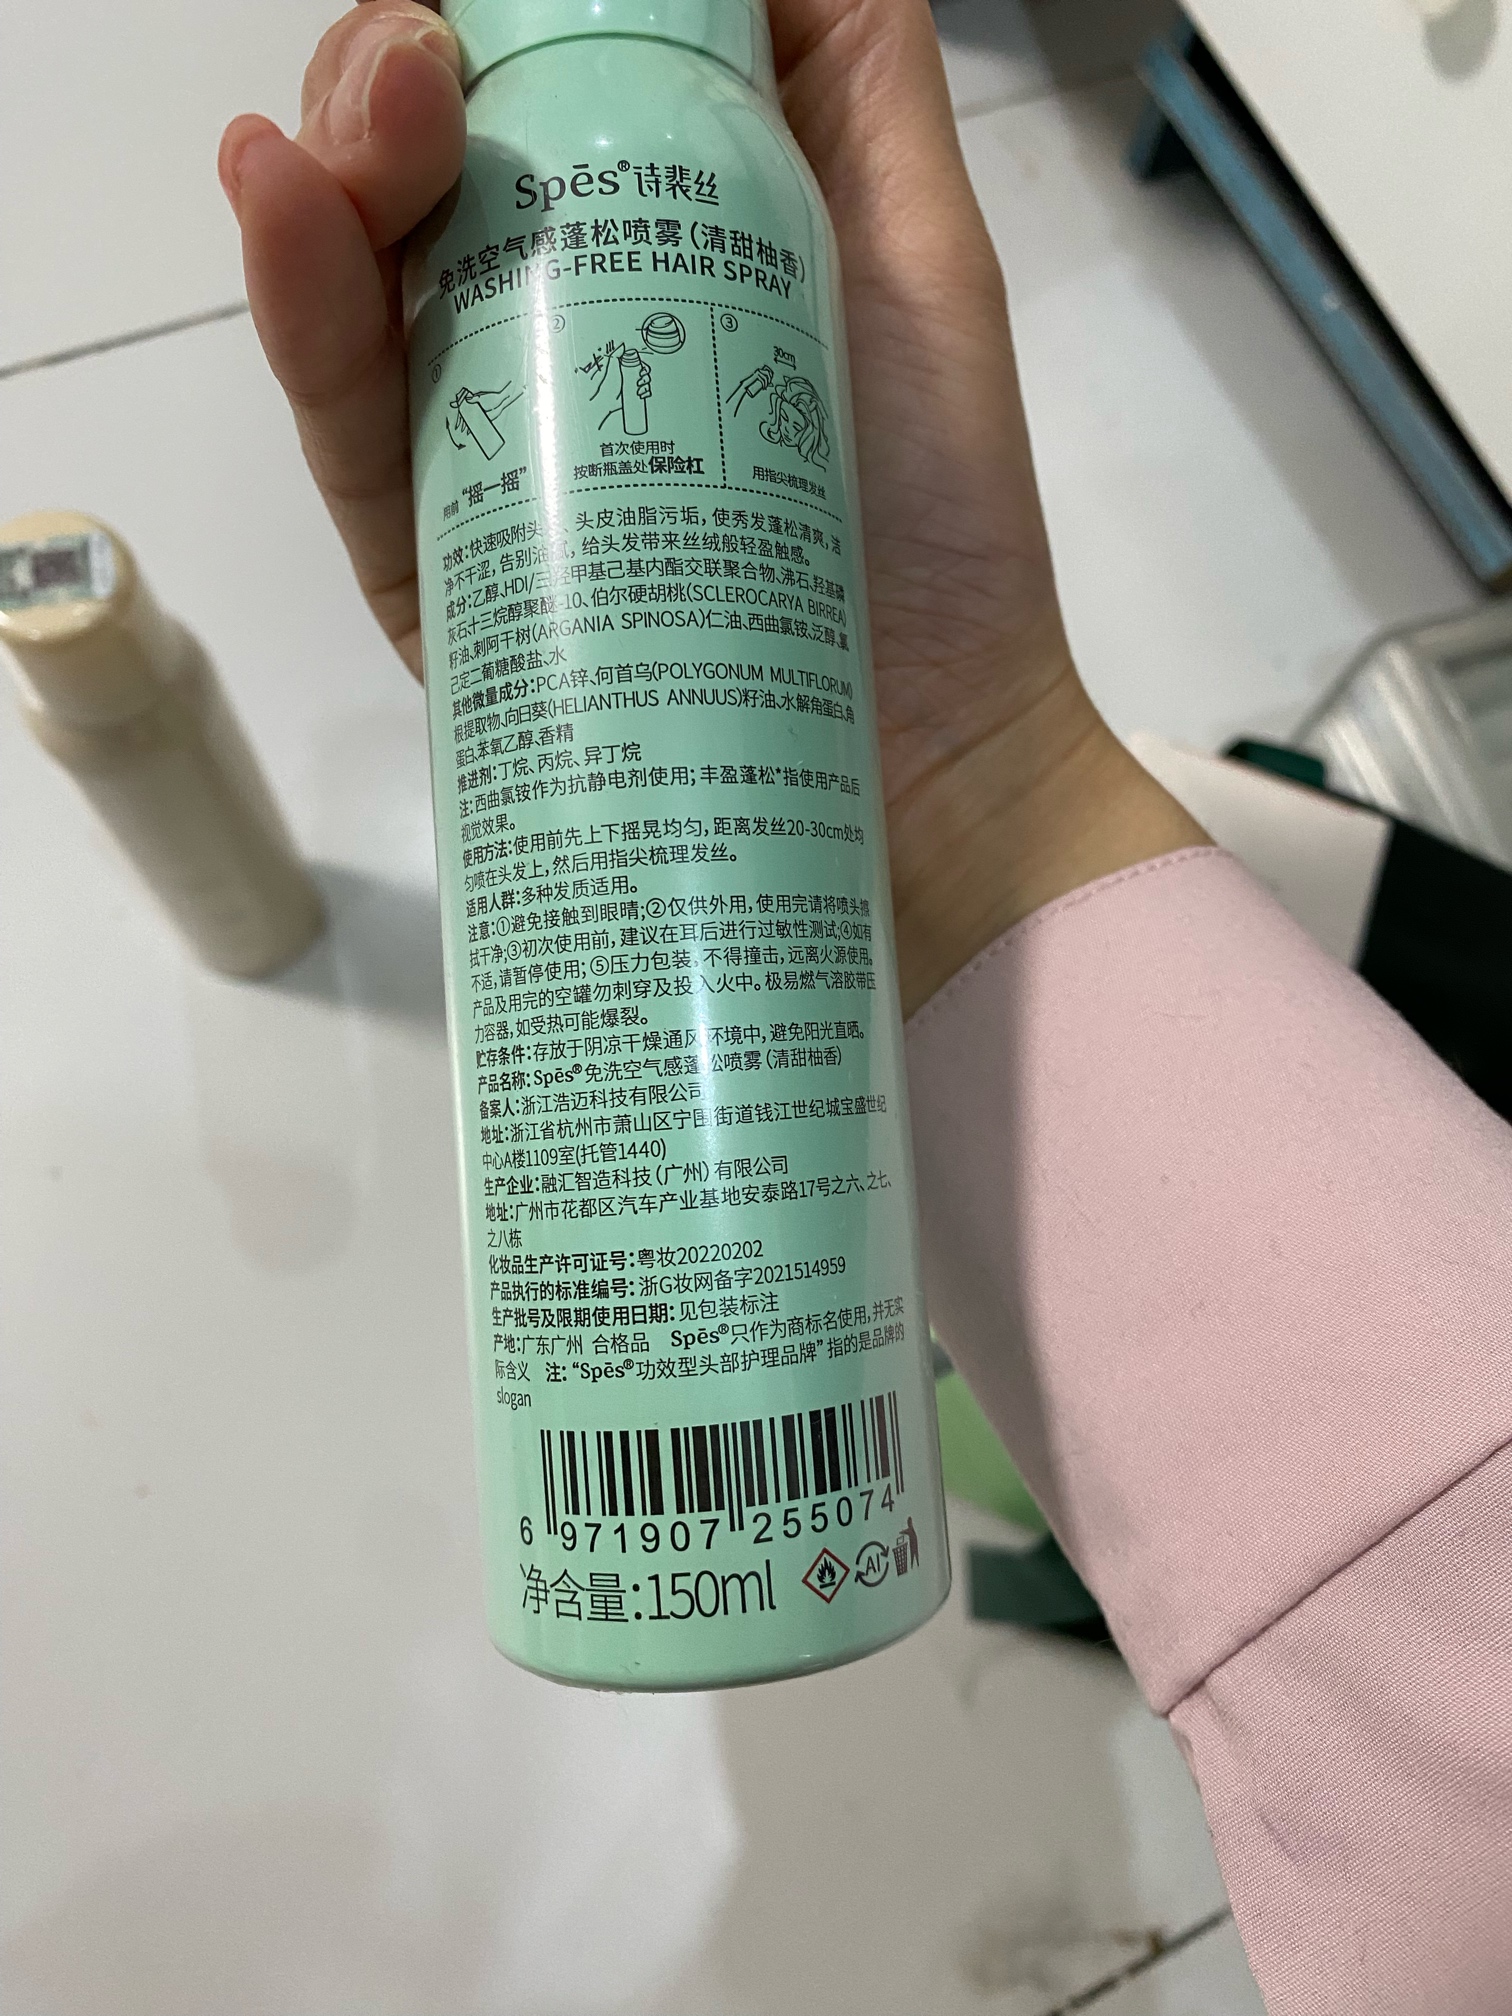 Spēs®诗裴丝
免洗空气感蓬松喷雾(清甜柚香)
WASHING-FREE HAIR SPRAY
①
用前“摇一摇”
②
“咔”
首次使用时
按断瓶盖处保险杠
③
30cm
用指尖梳理发丝
功效:快速吸附头、头皮油脂污垢,使秀发蓬松清爽,洁
净不干涩,告别油腻,给头发带来丝绒般轻盈触感。
成分:乙醇、HDI/三羟甲基己基内酯交联聚合物、沸石、羟基磷
灰石、十三烷醇聚醚-10、伯尔硬胡桃(SCLEROCARYA BIRREA)
籽油、刺阿干树(ARGANIA SPINOSA)仁油、西曲氯铵、泛醇、氯
己定二葡糖酸盐、水
其他微量成分:PCA锌、何首乌(POLYGONUM MULTIFLORUM)
根提取物、向日葵(HELIANTHUS ANNUUS)籽油、水解角蛋白、角
蛋白、苯氧乙醇、香精
推进剂:丁烷、丙烷、异丁烷
注:西曲氯铵作为抗静电剂使用;丰盈蓬松*指使用产品后
视觉效果。
使用方法:使用前先上下摇晃均匀,距离发丝20-30cm处均
匀喷在头发上,然后用指尖梳理发丝。
适用人群:多种发质适用。
注意:①避免接触到眼睛;②仅供外用,使用完请将喷头擦
拭干净;③初次使用前,建议在耳后进行过敏性测试;④如有
不适,请暂停使用;⑤压力包装,不得撞击,远离火源使用。
产品及用完的空罐勿刺穿及投入火中。极易燃气溶胶带压
力容器,如受热可能爆裂。
贮存条件:存放于阴凉干燥通风环境中,避免阳光直晒。
产品名称:Spēs®免洗空气感蓬松喷雾(清甜柚香)
备案人:浙江浩迈科技有限公司
地址:浙江省杭州市萧山区宁围街道钱江世纪城宝盛世纪
中心A楼1109室(托管1440)
生产企业:融汇智造科技(广州)有限公司
地址:广州市花都区汽车产业基地安泰路17号之六、之七、
之八栋
化妆品生产许可证号:粤妆20220202
产品执行的标准编号:浙G妆网备字2021514959
生产批号及限期使用日期:见包装标注
产地:广东广州 合格品 Spēs®只作为商标名使用,并无实
际含义 注:“Spēs®功效型头部护理品牌”指的是品牌的
slogan
6 971907 255074
净含量:150ml
Al